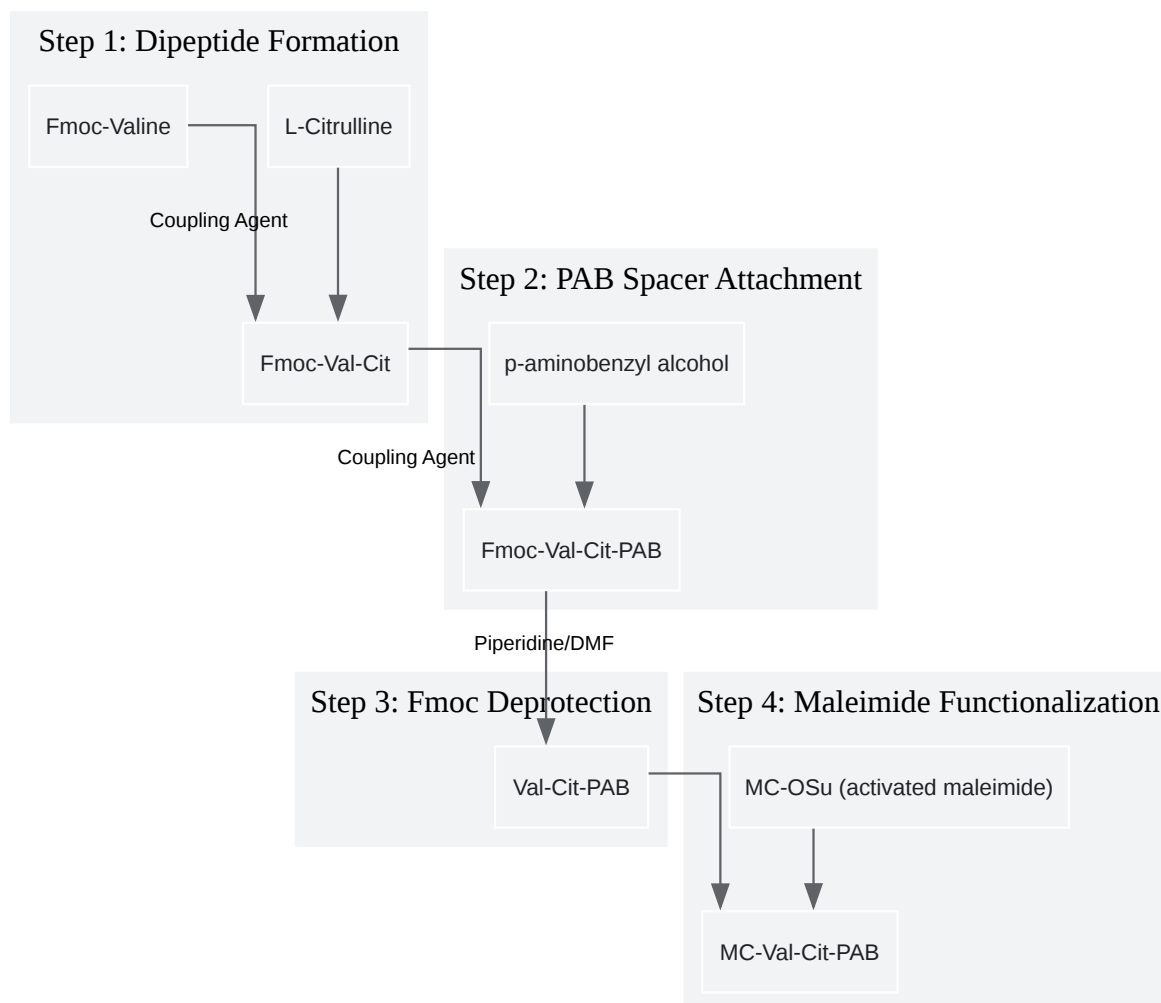 Step 1: Dipeptide Formation
Fmoc-Valine
L-Citrulline
Coupling Agent
Fmoc-Val-Cit
Step 2: PAB Spacer Attachment
p-aminobenzyl alcohol
Coupling Agent
Fmoc-Val-Cit-PAB
Piperidine/DMF
Step 3: Fmoc Deprotection
Val-Cit-PAB
Step 4: Maleimide Functionalization
MC-OSu (activated maleimide)
MC-Val-Cit-PAB